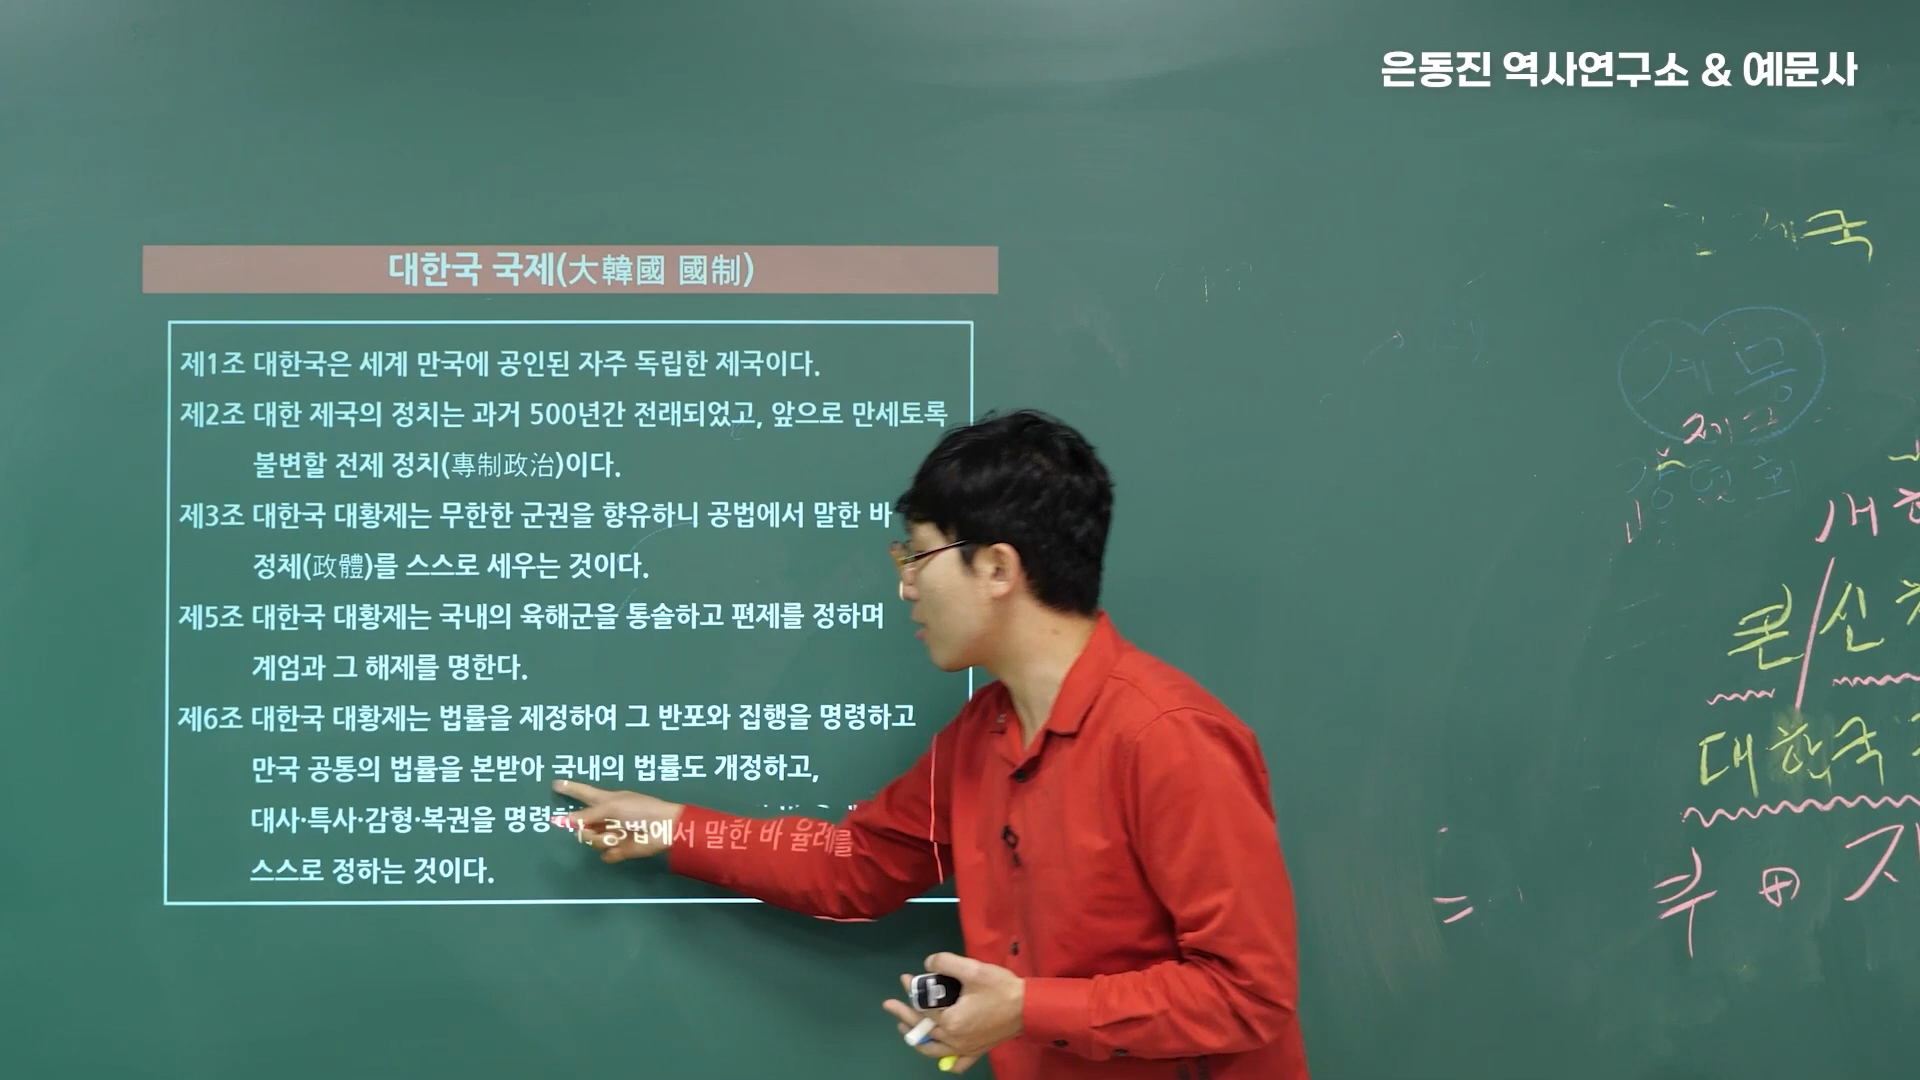 은동진 역사연구소 & 예문사
대한국 국제(大韓國 國制)
제1조 대한국은 세계 만국에 공인된 자주 독립한 제국이다.
제2조 대한 제국의 정치는 과거 500년간 전래되었고, 앞으로 만세토록
불변할 전제 정치(專制政治)이다.
제3조 대한국 대황제는 무한한 군권을 향유하니 공법에서 말한 바
정체(政體)를 스스로 세우는 것이다.
제5조 대한국 대황제는 국내의 육해군을 통솔하고 편제를 정하며
계엄과 그 해제를 명한다.
제6조 대한국 대황제는 법률을 제정하여 그 반포와 집행을 명령하고
만국 공통의 법률을 본받아 국내의 법률도 개정하고,
대사·특사·감형·복권을 명령하 공법에서 말한 바 율례를
스스로 정하는 것이다.
제국
계몽
구본/신
대한국